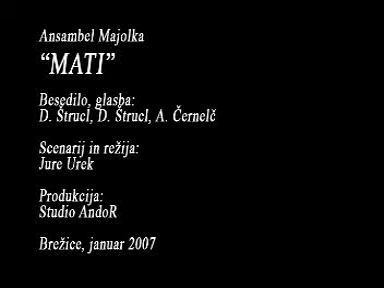 Ansambel Majolka
“MATI”
Besedilo, glasba:
D. Štrucl, D. Štrucl, A. Černelč
Scenarij in režija:
Jure Urek
Produkcija:
Studio AndoR
Brežice, januar 2007